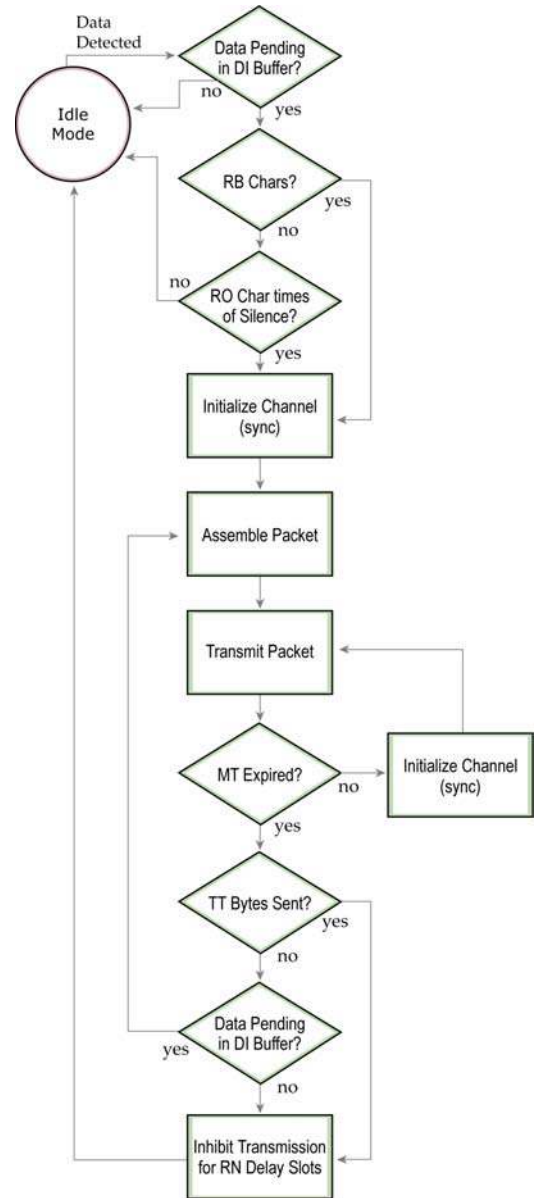 Data
Detected
Data Pending
in DI Buffer?
no
yes
Idle
Mode
RB Chars?
yes
no
no
RO Char times
of Silence?
yes
Initialize Channel
(sync)
Assemble Packet
Transmit Packet
MT Expired?
no
Initialize Channel
(sync)
yes
TT Bytes Sent?
yes
no
Data Pending
in DI Buffer?
yes
no
Inhibit Transmission
for RN Delay Slots